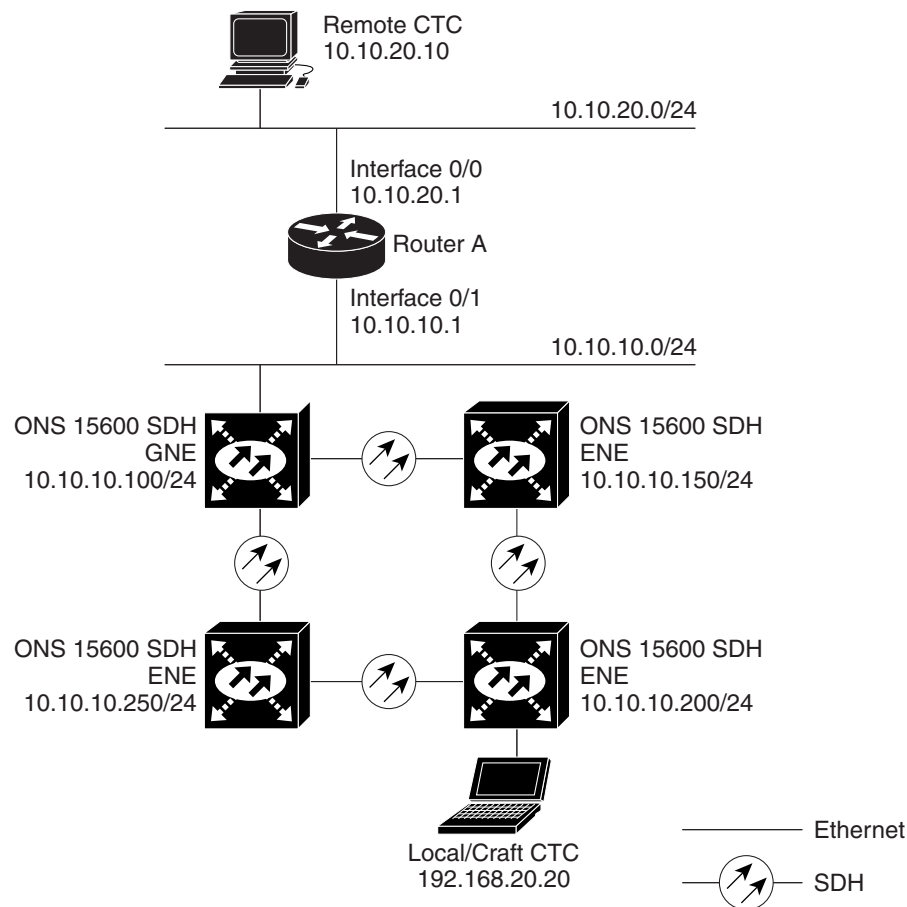 Remote CTC
10.10.20.10
10.10.20.0/24
Interface 0/0
10.10.20.1
Router A
Interface 0/1
10.10.10.1
10.10.10.0/24
ONS 15600 SDH
GNE
10.10.10.100/24
ONS 15600 SDH
ENE
10.10.10.150/24
ONS 15600 SDH
ENE
10.10.10.250/24
ONS 15600 SDH
ENE
10.10.10.200/24
Local/Craft CTC
192.168.20.20
Ethernet
SDH